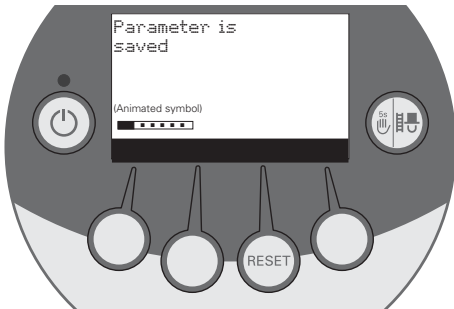 Parameter is
saved
(Animated symbol)
5s
RESET